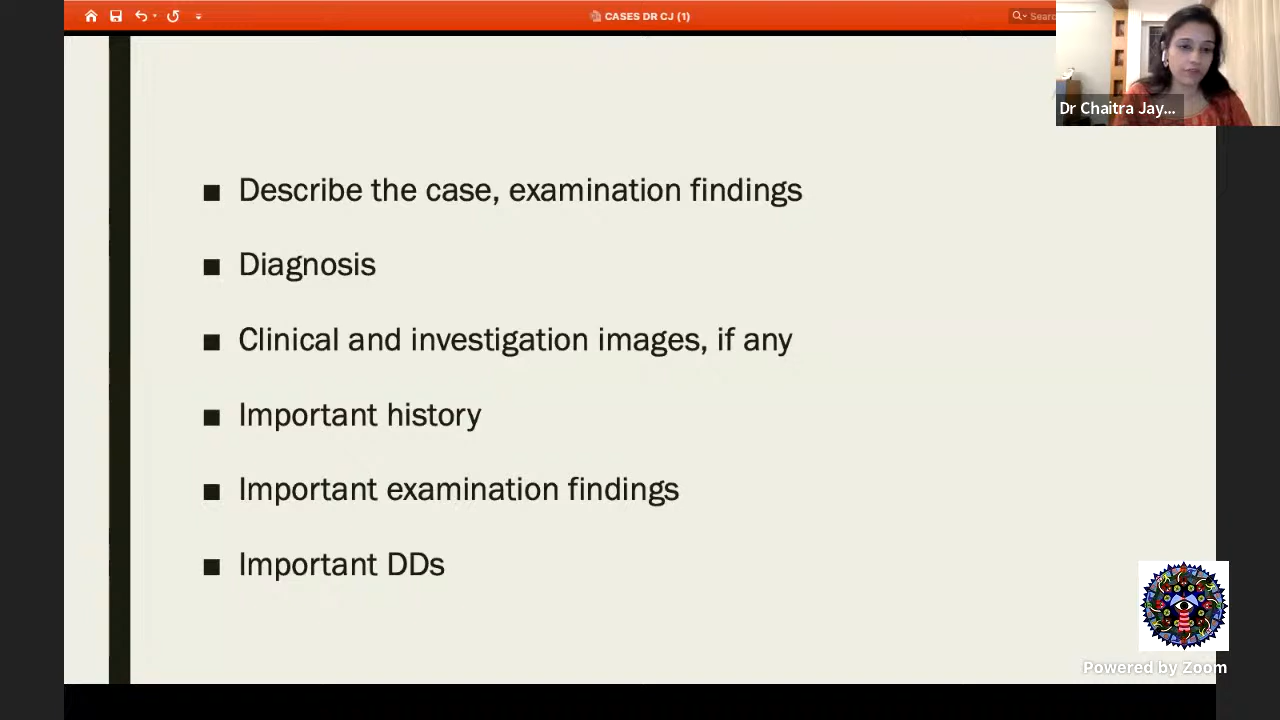 CASES DR CJ (1)
Dr Chaitra Jay...
■ Describe the case, examination findings
■ Diagnosis
■ Clinical and investigation images, if any
■ Important history
■ Important examination findings
■ Important DDs
Powered by Zoom